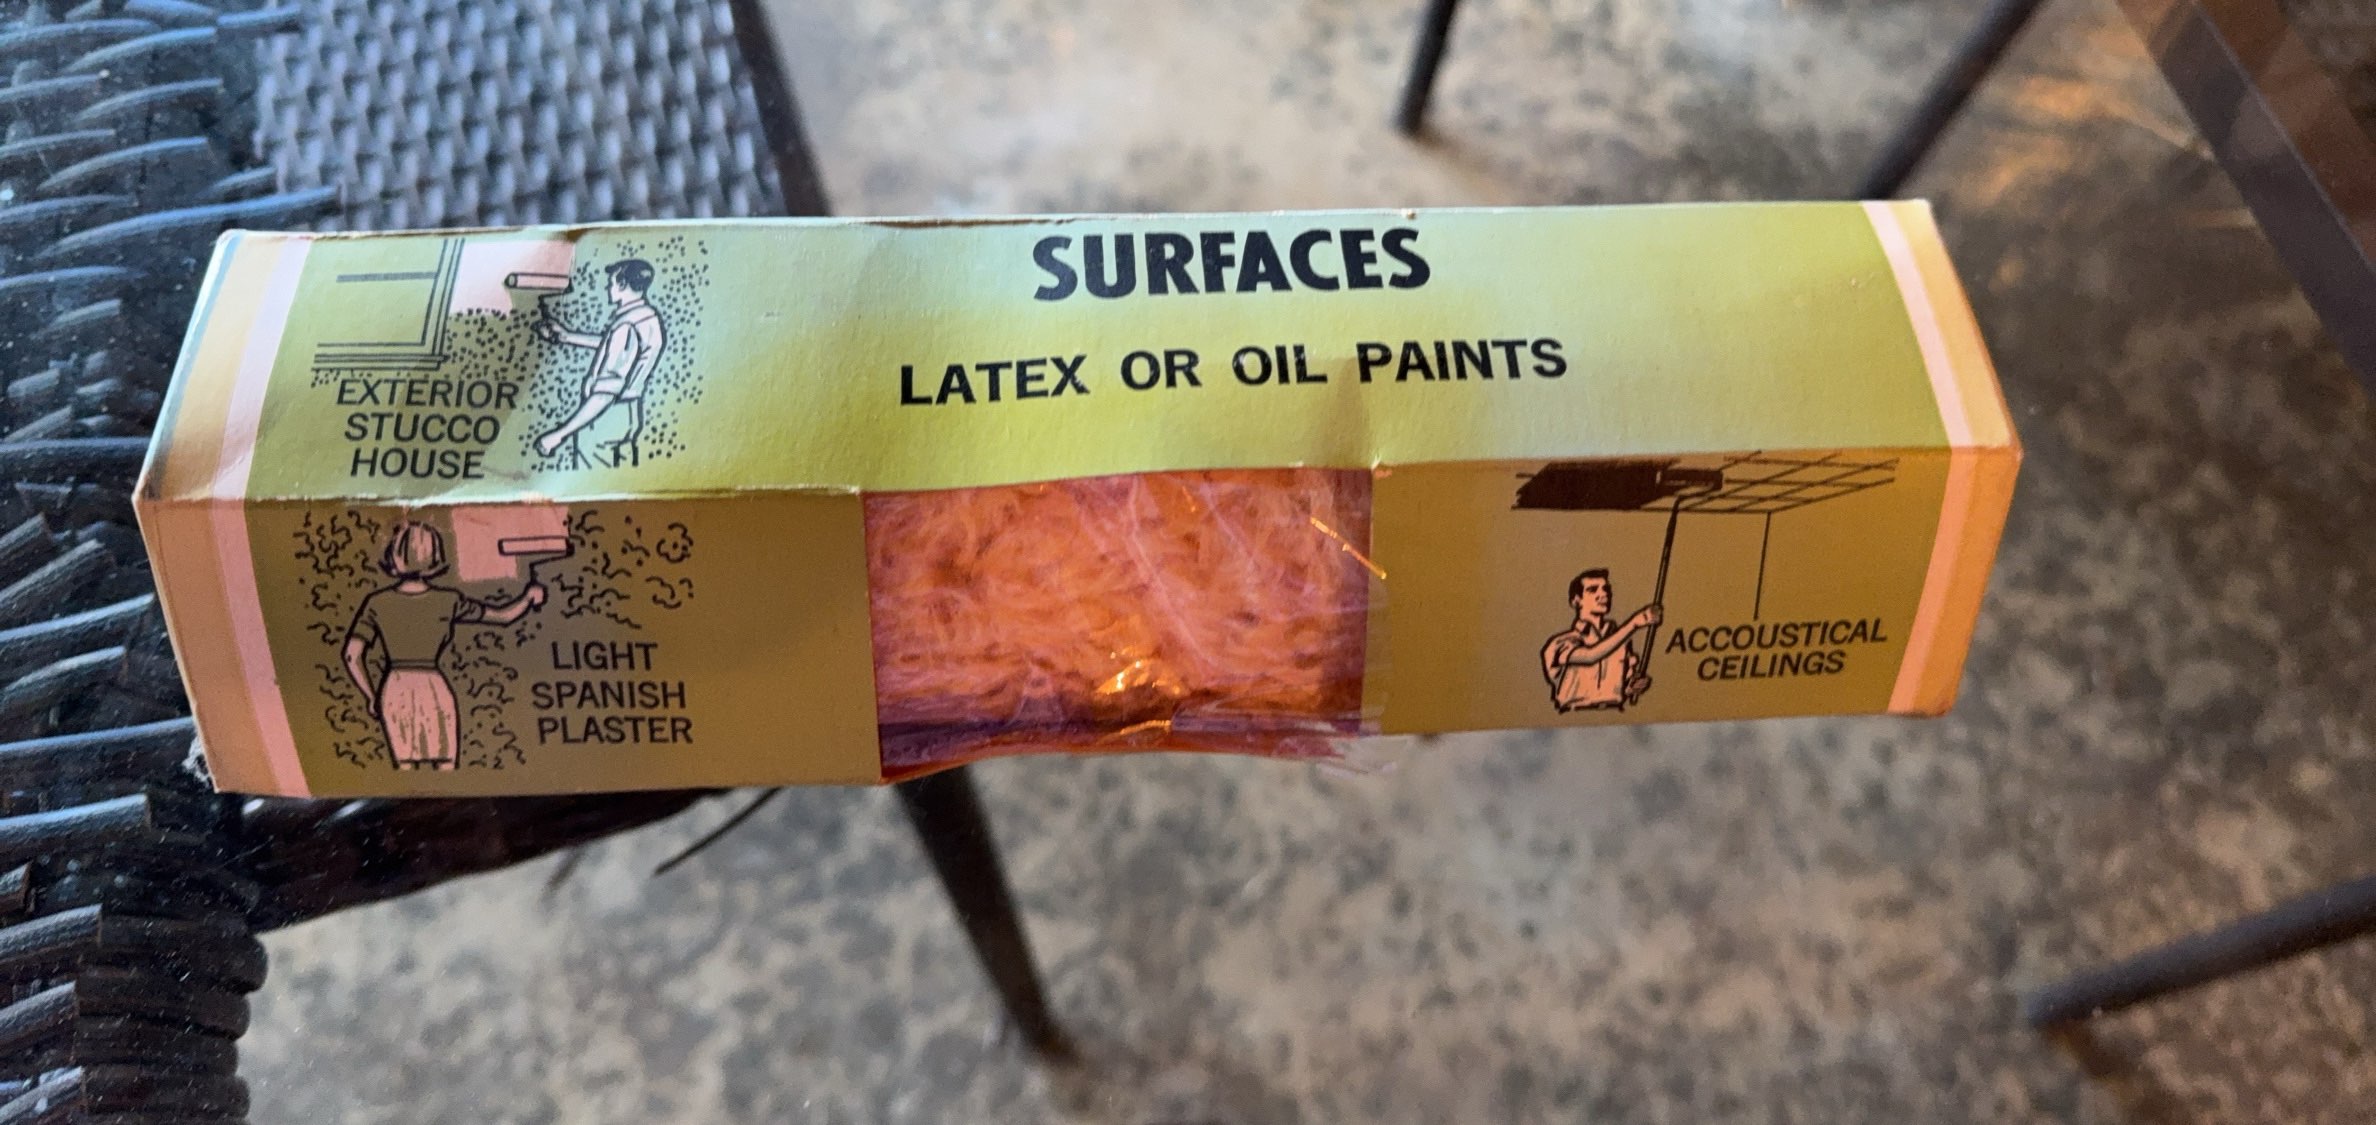 SURFACES
LATEX OR OIL PAINTS
EXTERIOR
STUCCO
HOUSE
LIGHT
SPANISH
PLASTER
ACCOUSTICAL
CEILINGS